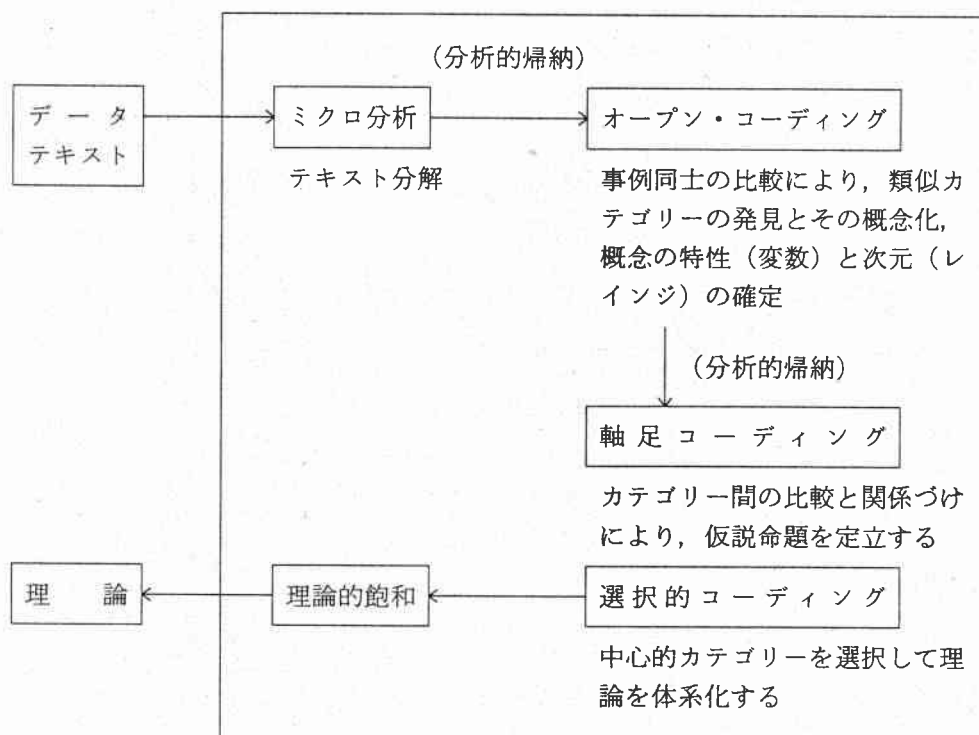 (分析的帰納)
データ
テキスト
ミクロ分析
オープン・コーディング
テキスト分解
事例同士の比較により，類似カ
テゴリーの発見とその概念化，
概念の特性（変数）と次元（レ
インジ）の確定
(分析的帰納)
軸足コーディング
カテゴリー間の比較と関係づけ
により，仮説命題を定立する
理論
理論的飽和
選択的コーディング
中心的カテゴリーを選択して理
論を体系化する